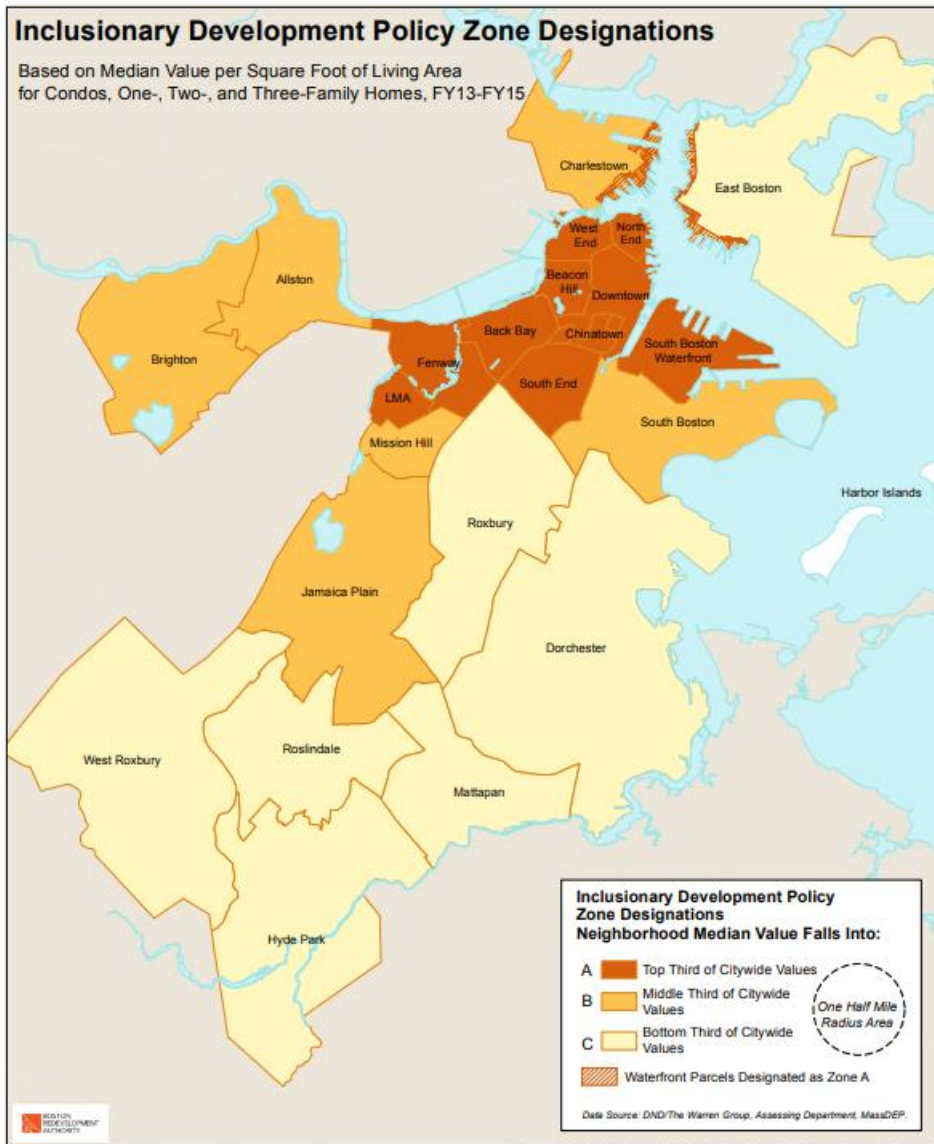 Inclusionary Development Policy Zone Designations
Based on Median Value per Square Foot of Living Area
for Condos, One-, Two-, and Three-Family Homes, FY13-FY15
Charlestown
East Boston
West
End
North
End
Allston
Beacon
Hill
Downtown
Back Bay
Chinatown
South Boston
Waterfront
Brighton
Fenway
South End
LMA
South Boston
Mission Hill
Harbor Islands
Roxbury
Jamaica Plain
Dorchester
Roslindale
West Roxbury
Mattapan
Hyde Park
Inclusionary Development Policy
Zone Designations
Neighborhood Median Value Falls Into:
A Top Third of Citywide Values
B Middle Third of Citywide
Values
C Bottom Third of Citywide
Values
One Half Mile
Radius Area
Waterfront Parcels Designated as Zone A
Data Source: DND/The Warren Group, Assessing Department, MassDEP.
BOSTON
REDEVELOPMENT
AUTHORITY